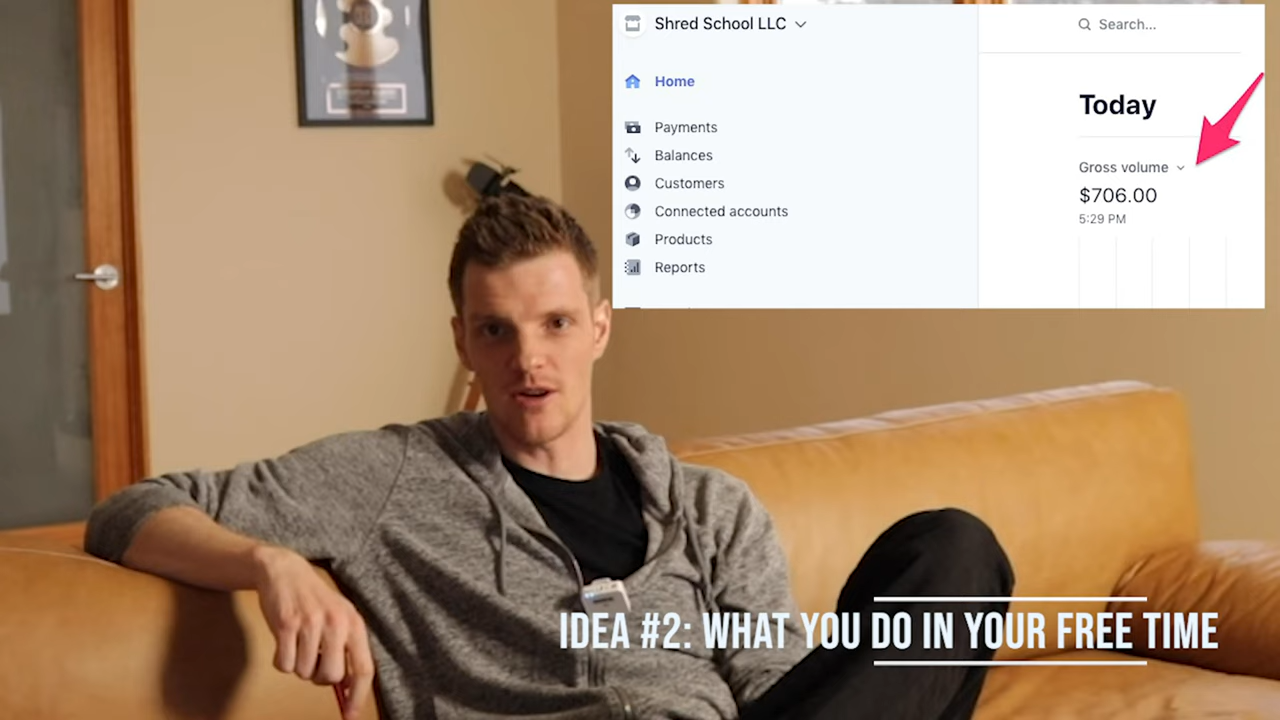 Shred School LLC
Search...
Home
Today
Payments
Balances
Gross volume
Customers
$706.00
Connected accounts
5:29 PM
Products
Reports
IDEA #2: WHAT YOU DO IN YOUR FREE TIME